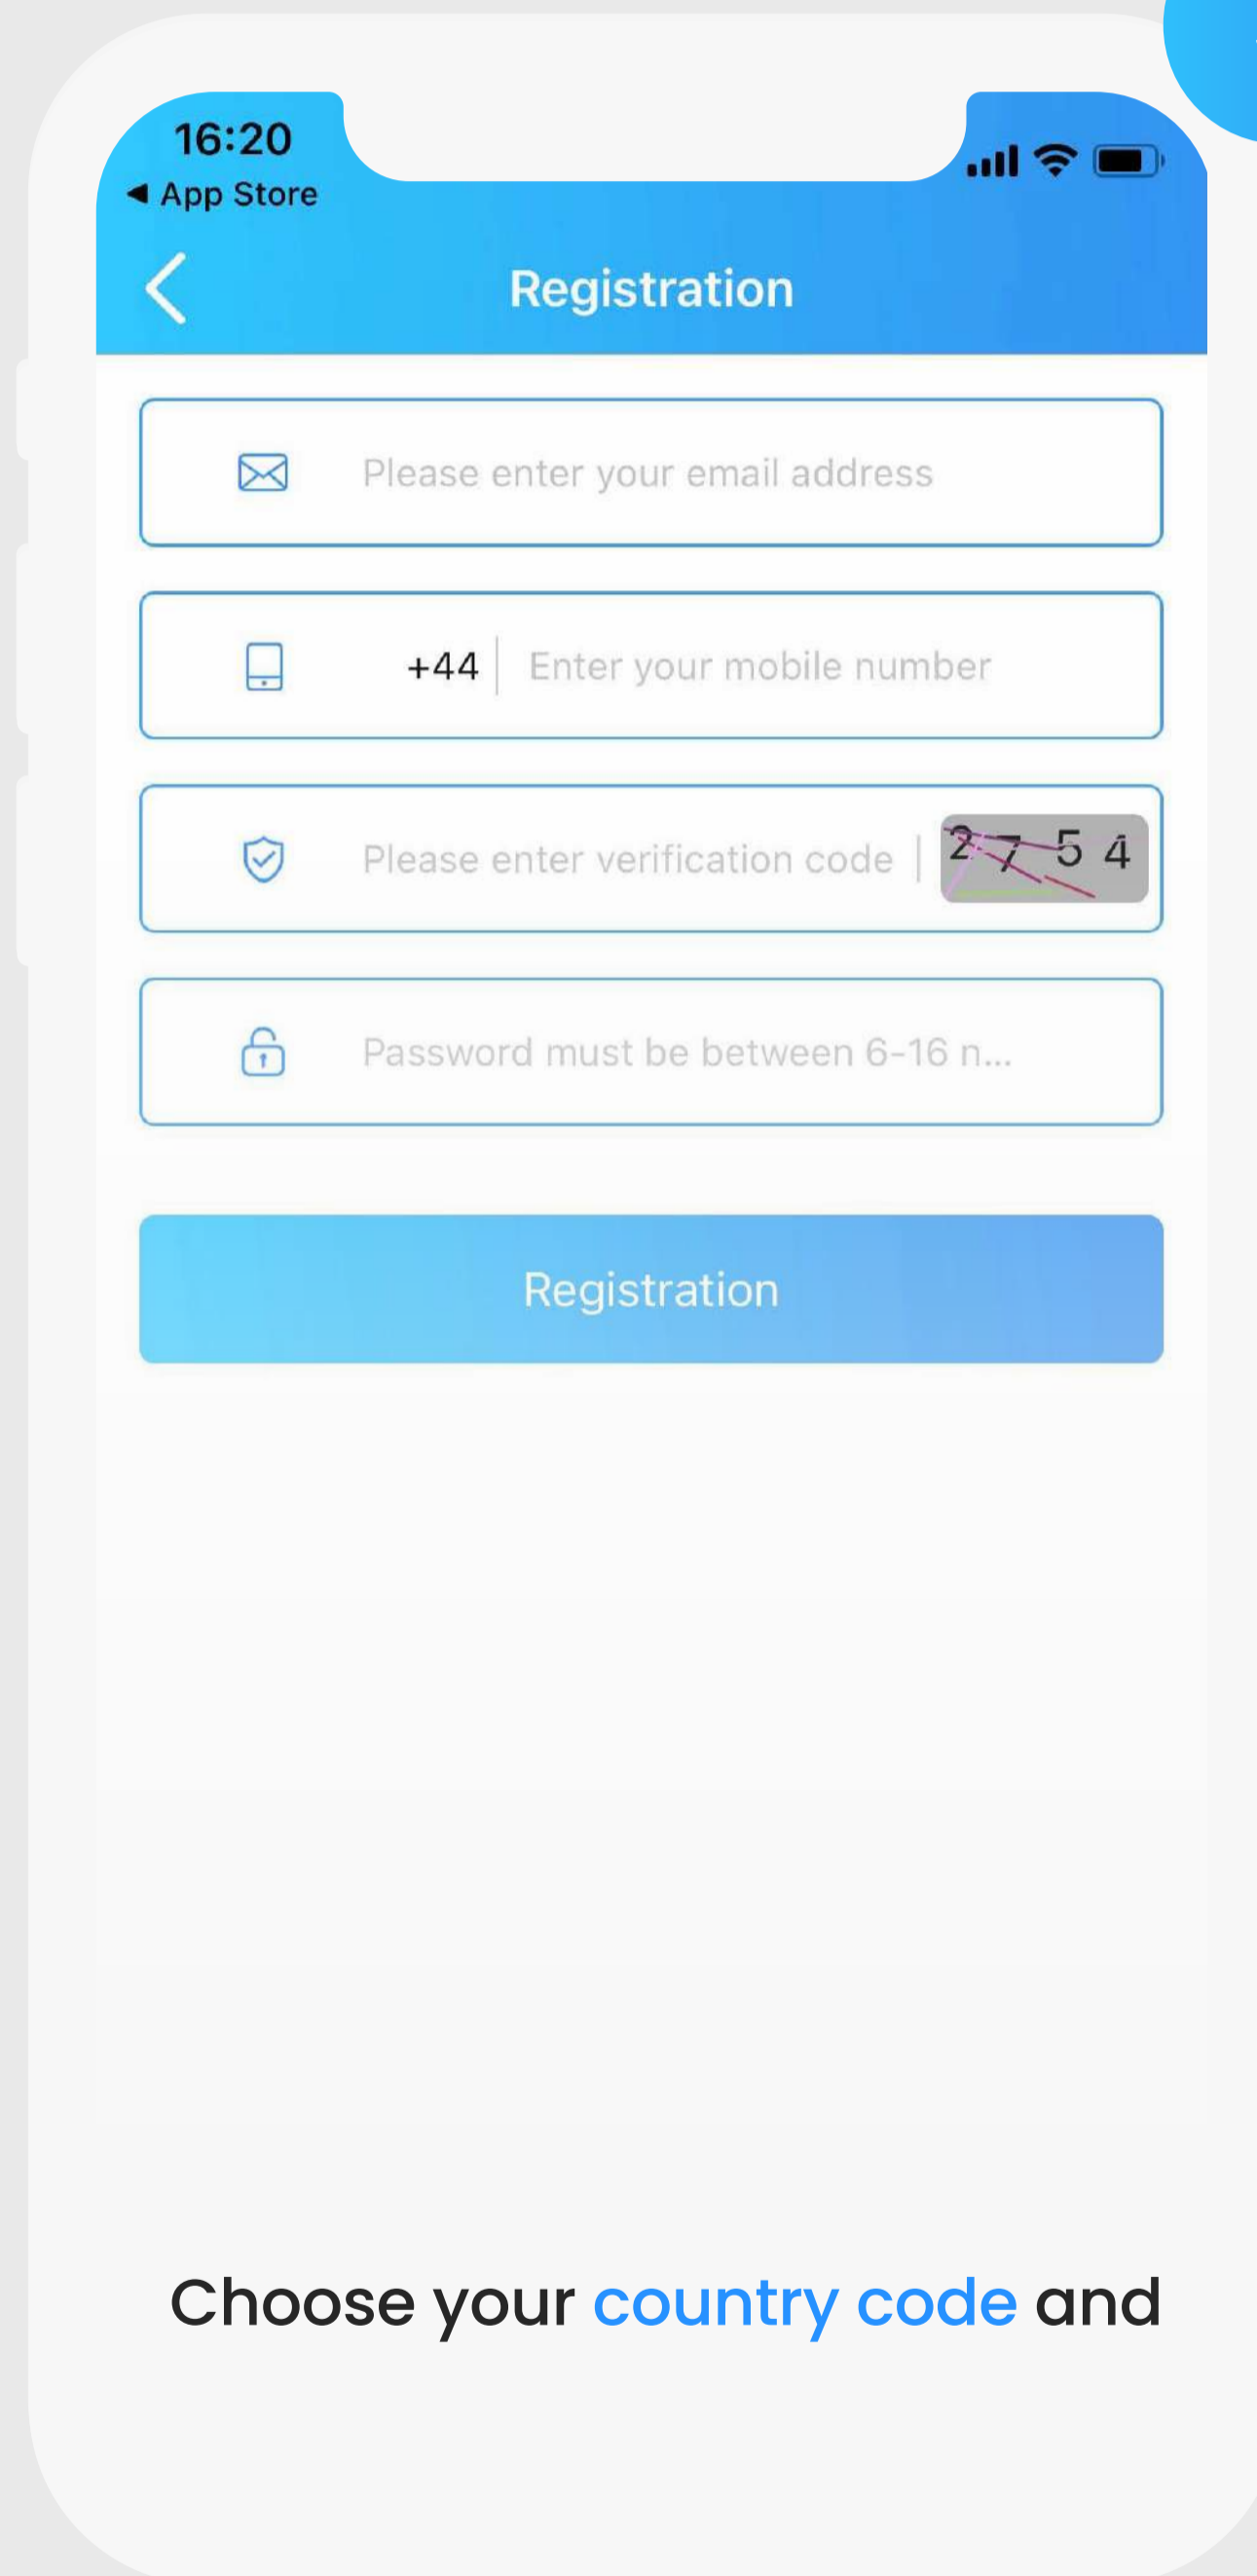 16:20
◀ App Store
Registration
Please enter your email address
+44 Enter your mobile number
Please enter verification code 2 7 5 4
Password must be between 6-16 n...
Registration
Choose your country code and